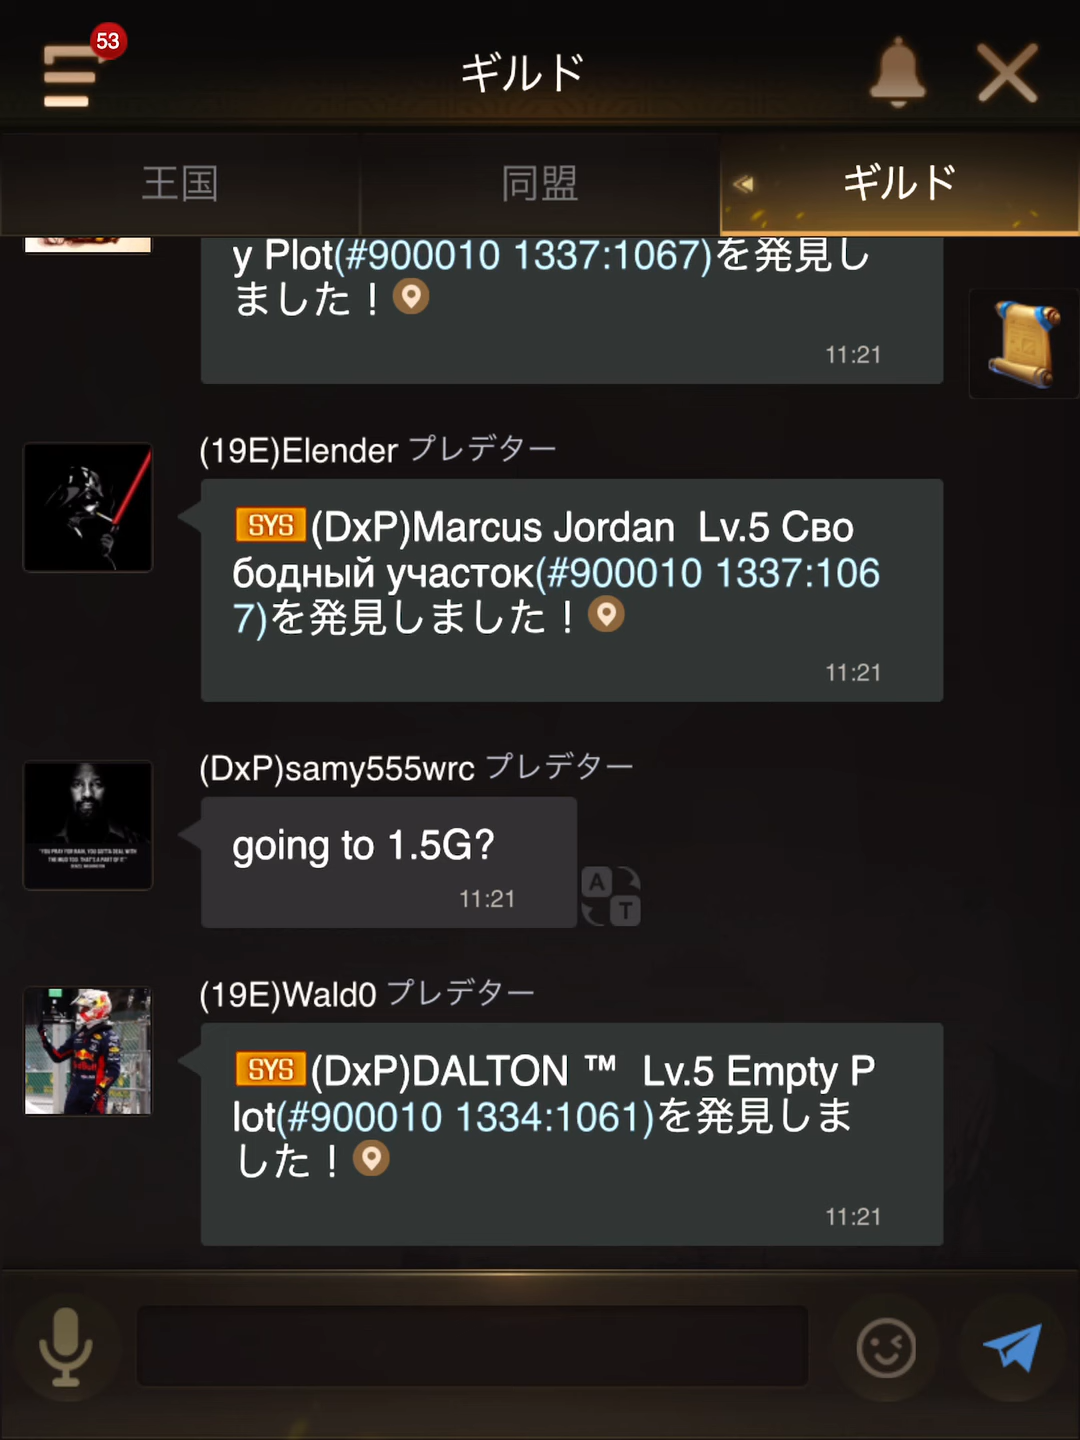 53
ギルド
王国
同盟
ギルド
y Plot(#900010 1337:1067)を発見し
ました！
11:21
(19E)Elender プレデター
SYS (DxP)Marcus Jordan Lv.5 Сво
бодный участок(#900010 1337:106
7)を発見しました！
11:21
(DxP)samy555wrc プレデター
going to 1.5G?
11:21
A
T
(19E)Wald0 プレデター
SYS (DxP)DALTON ™ Lv.5 Empty P
lot(#900010 1334:1061)を発見しま
した！
11:21